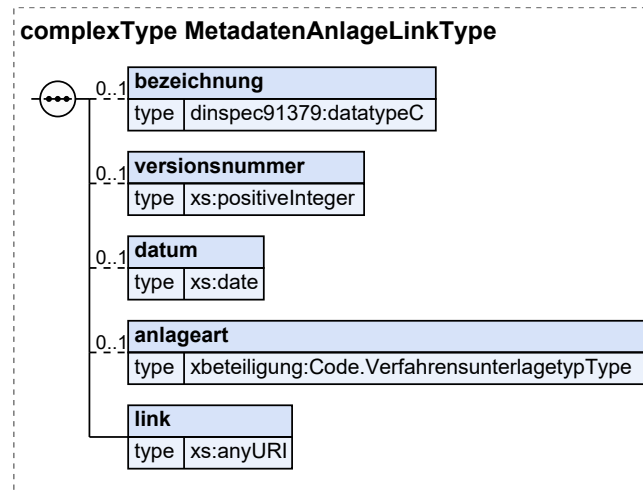 complexType MetadatenAnlageLinkType
0..1 bezeichnung
type dinspec91379:datatypeC
0..1 versionsnummer
type xs:positiveInteger
0..1 datum
type xs:date
0..1 anlageart
type xbeteiligung:Code.VerfahrensunterlagetypType
link
type xs:anyURI